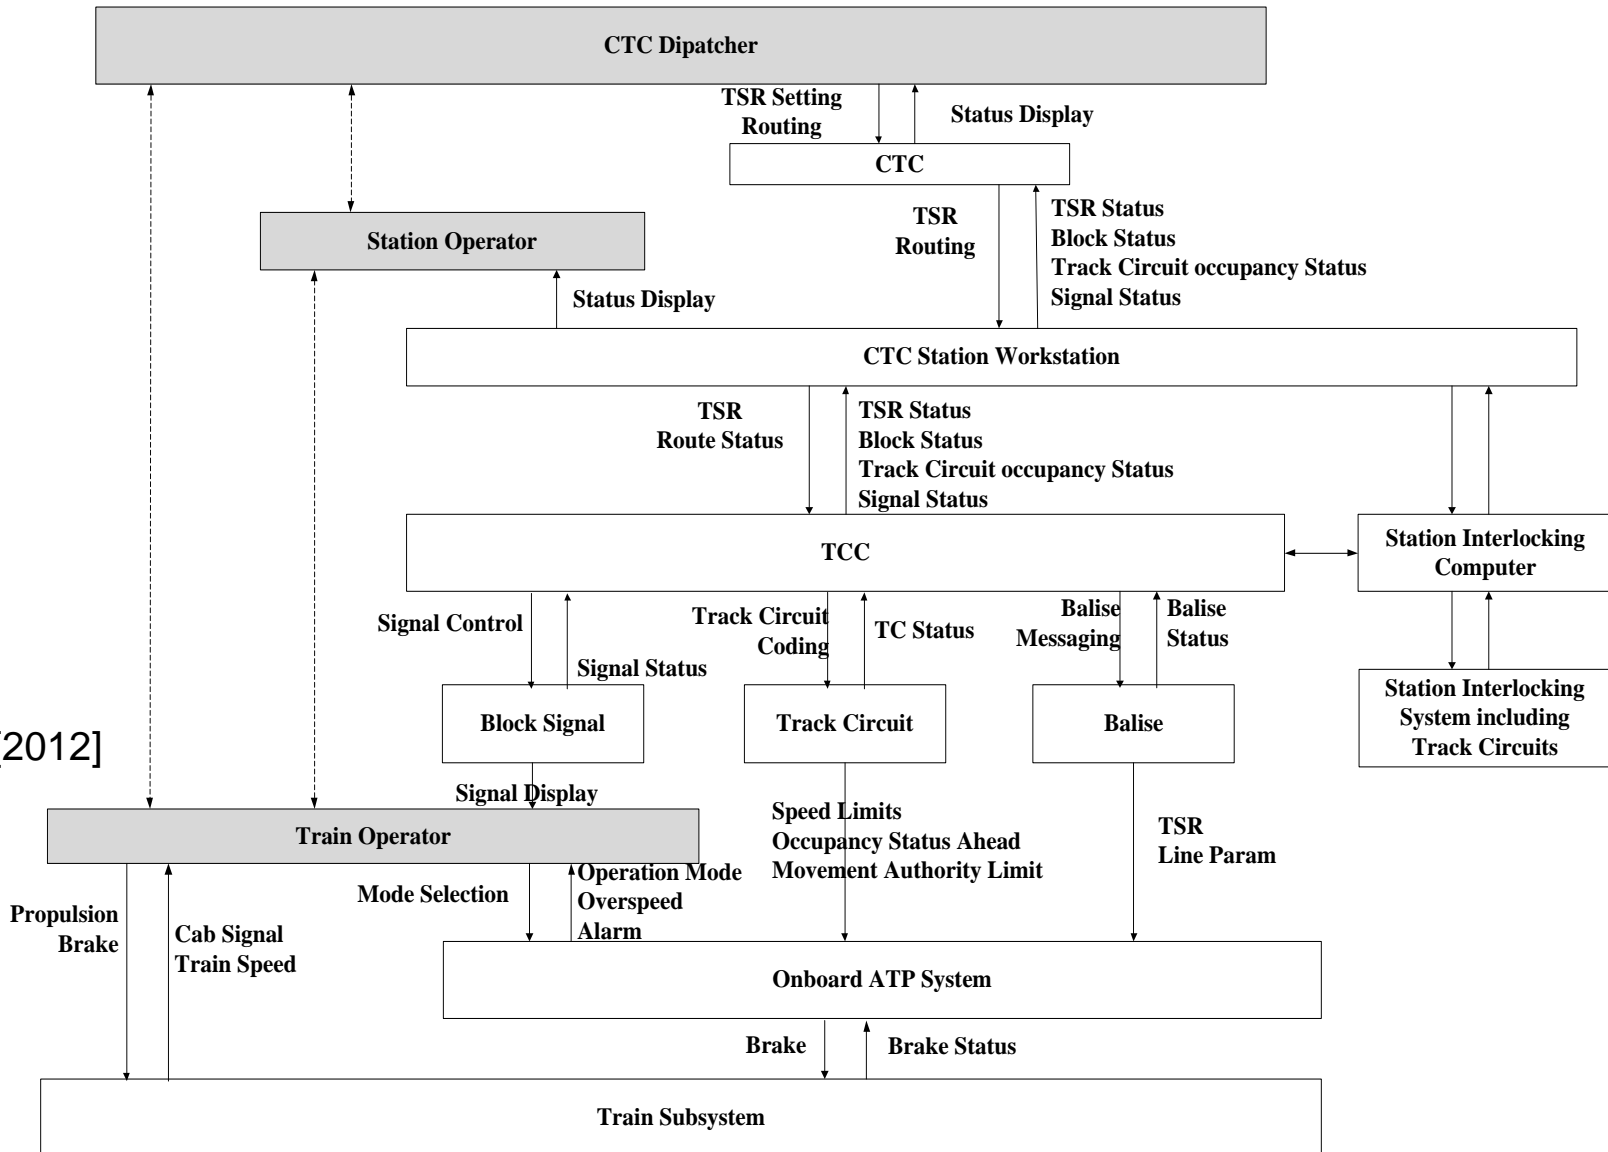 CTC Dipatcher
TSR Setting
Routing
Status Display
CTC
TSR
Routing
TSR Status
Block Status
Track Circuit occupancy Status
Signal Status
Station Operator
Status Display
CTC Station Workstation
TSR
Route Status
TSR Status
Block Status
Track Circuit occupancy Status
Signal Status
TCC
Station Interlocking
Computer
Signal Control
Signal Status
Track Circuit
Coding
TC Status
Balise
Messaging
Balise
Status
Block Signal
Track Circuit
Balise
Station Interlocking
System including
Track Circuits
[2012]
Signal Display
Train Operator
Speed Limits
Occupancy Status Ahead
Movement Authority Limit
TSR
Line Param
Propulsion
Brake
Cab Signal
Train Speed
Mode Selection
Operation Mode
Overspeed
Alarm
Onboard ATP System
Brake
Brake Status
Train Subsystem